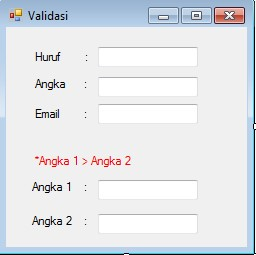 Validasi
Huruf :
Angka :
Email :
*Angka 1 > Angka 2
Angka 1 :
Angka 2 :